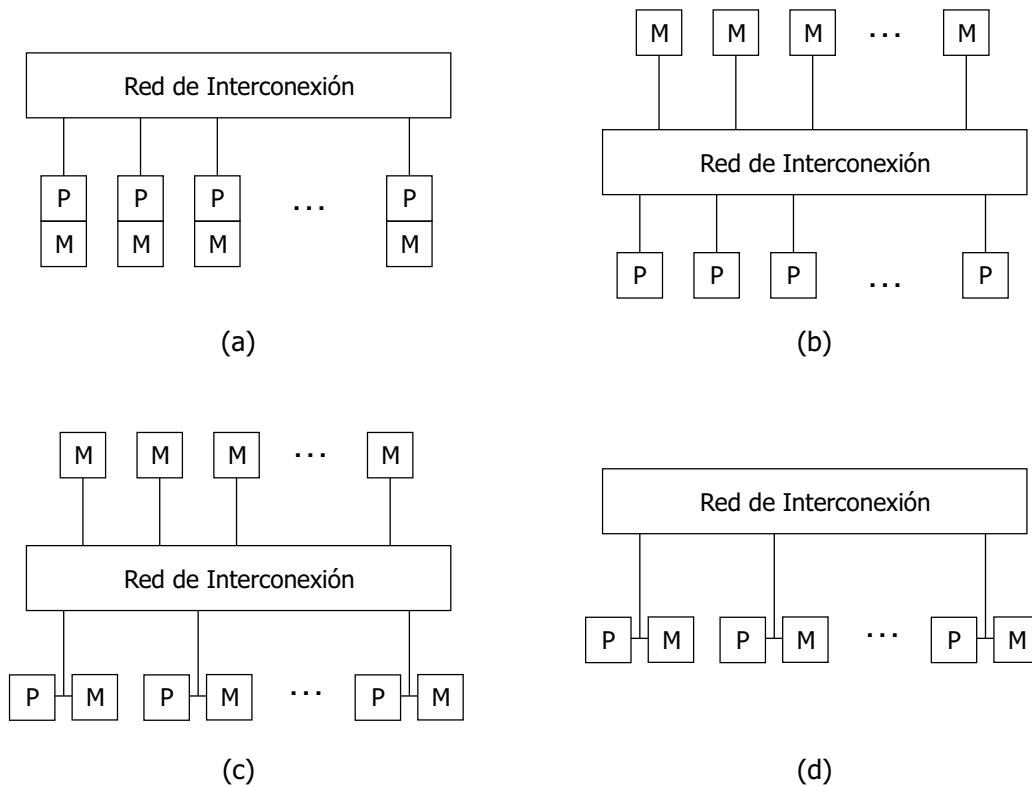 Red de Interconexión
P P P ... P
M M M M
(a)
M M M ... M
Red de Interconexión
P P P ... P
(b)
M M M ... M
Red de Interconexión
P M P M ... P M
(c)
Red de Interconexión
P M P M ... P M
(d)